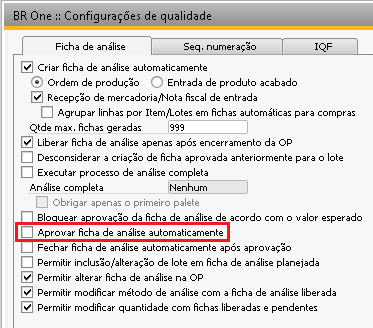 BR One :: Configurações de qualidade
Ficha de análise Seq. numeração IQF
Criar ficha de análise automaticamente
Ordem de produção Entrada de produto acabado
Recepção de mercadoria/Nota fiscal de entrada
Agrupar linhas por Item/Lotes em fichas automáticas para compras
Qtde max. fichas geradas 999
Liberar ficha de análise apenas após encerramento da OP
Desconsiderar a criação de ficha aprovada anteriormente para o lote
Executar processo de análise completa
Análise completa Nenhum
Obrigar apenas o primeiro palete
Bloquear aprovação da ficha de análise de acordo com o valor esperado
Aprovar ficha de análise automaticamente
Fechar ficha de análise automaticamente após aprovação
Permitir inclusão/alteração de lote em ficha de análise planejada
Permitir alterar ficha de análise na OP
Permitir modificar método de análise com a ficha de análise liberada
Permitir modificar quantidade com fichas liberadas e pendentes